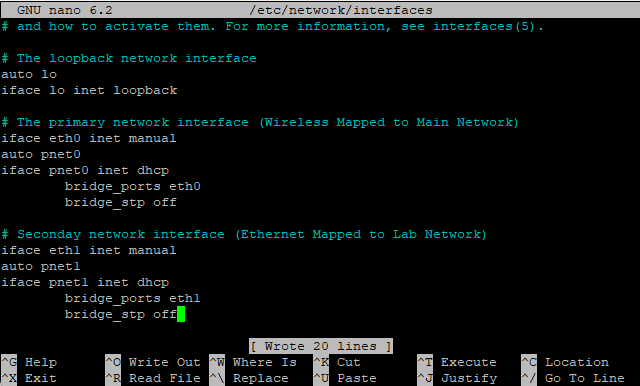 GNU nano 6.2 /etc/network/interfaces
# and how to activate them. For more information, see interfaces(5).
# The loopback network interface
auto lo
iface lo inet loopback
# The primary network interface (Wireless Mapped to Main Network)
iface eth0 inet manual
auto pnet0
iface pnet0 inet dhcp
bridge_ports eth0
bridge_stp off
# Seconday network interface (Ethernet Mapped to Lab Network)
iface eth1 inet manual
auto pnet1
iface pnet1 inet dhcp
bridge_ports eth1
bridge_stp off
[ Wrote 20 lines ]
^G Help ^O Write Out ^W Where Is ^K Cut ^T Execute ^C Location
^X Exit ^R Read File ^\ Replace ^U Paste ^J Justify ^/ Go To Line